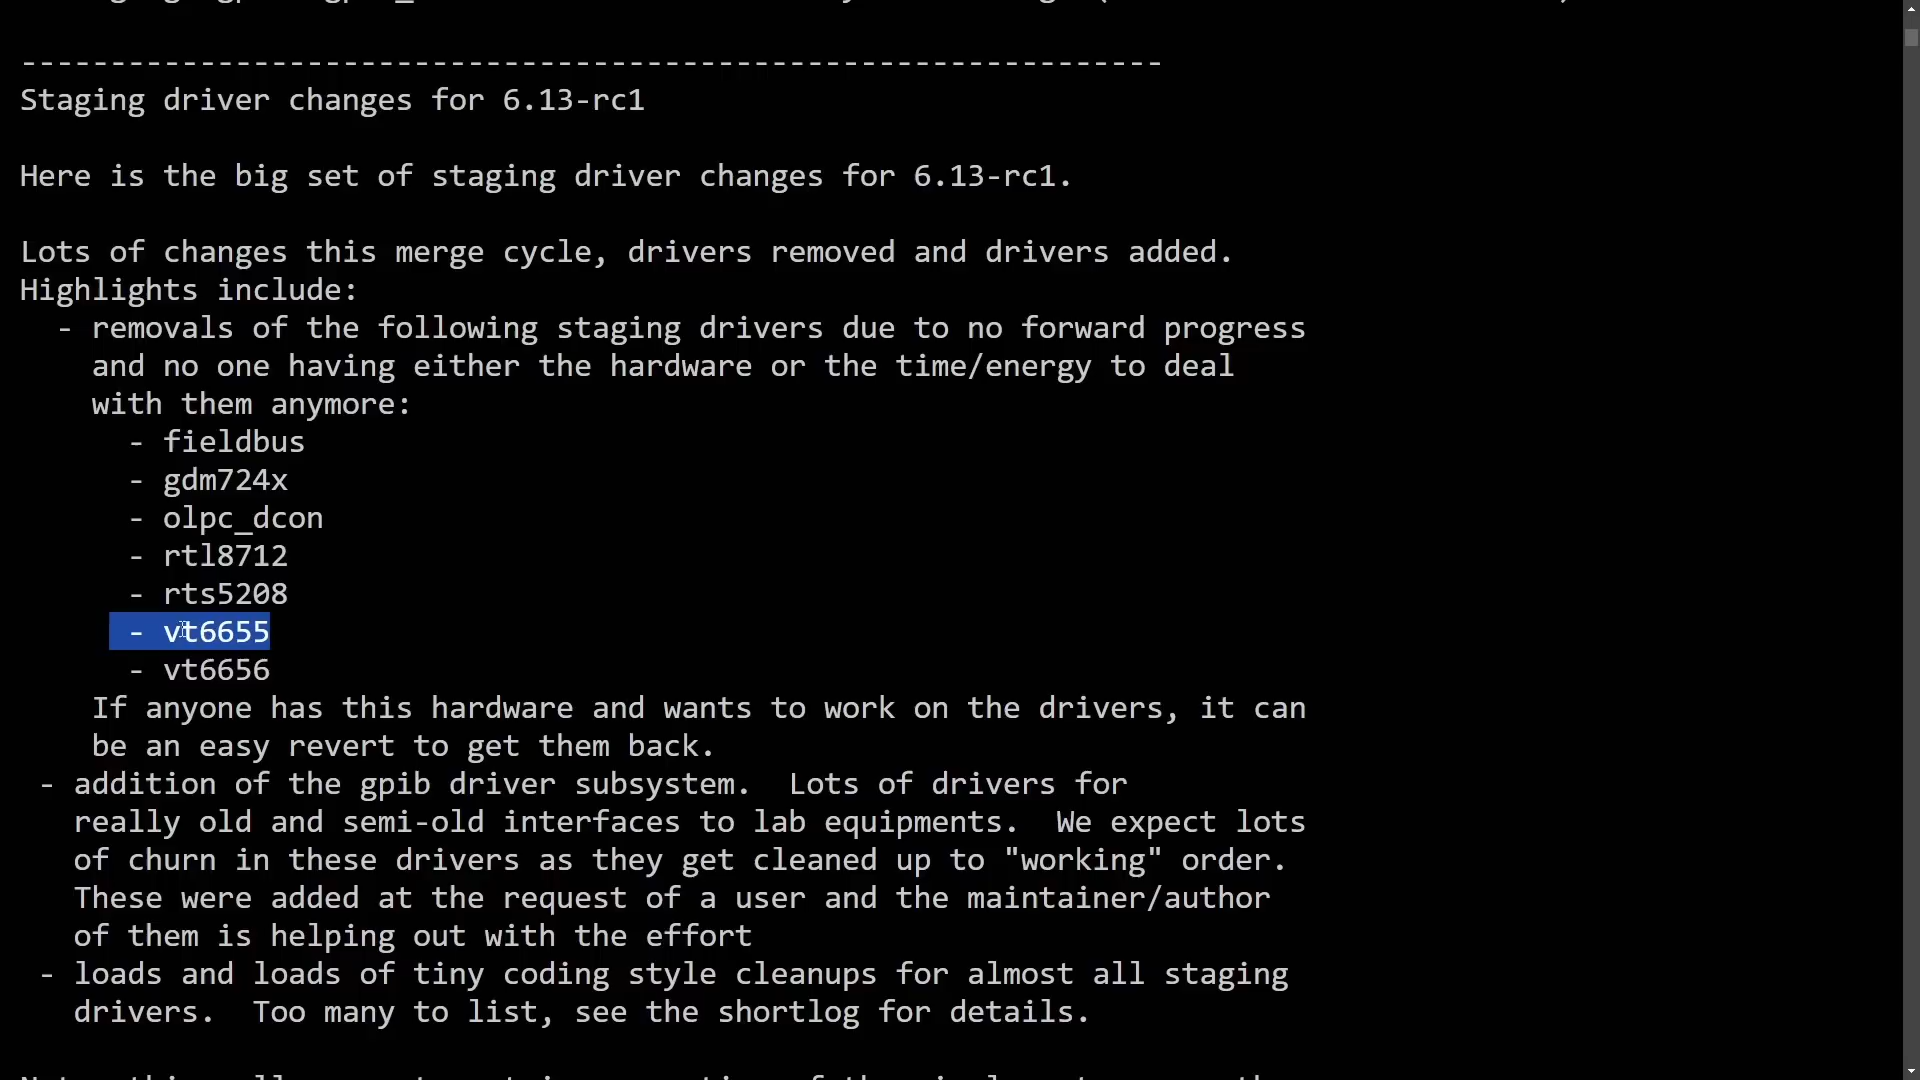 -----------------------------------------------------------------
Staging driver changes for 6.13-rc1
Here is the big set of staging driver changes for 6.13-rc1.
Lots of changes this merge cycle, drivers removed and drivers added.
Highlights include:
- removals of the following staging drivers due to no forward progress
and no one having either the hardware or the time/energy to deal
with them anymore:
- fieldbus
- gdm724x
- olpc_dcon
- rtl8712
- rts5208
- vt6655
- vt6656
If anyone has this hardware and wants to work on the drivers, it can
be an easy revert to get them back.
- addition of the gpib driver subsystem.  Lots of drivers for
really old and semi-old interfaces to lab equipments.  We expect lots
of churn in these drivers as they get cleaned up to "working" order.
These were added at the request of a user and the maintainer/author
of them is helping out with the effort
- loads and loads of tiny coding style cleanups for almost all staging
drivers.  Too many to list, see the shortlog for details.